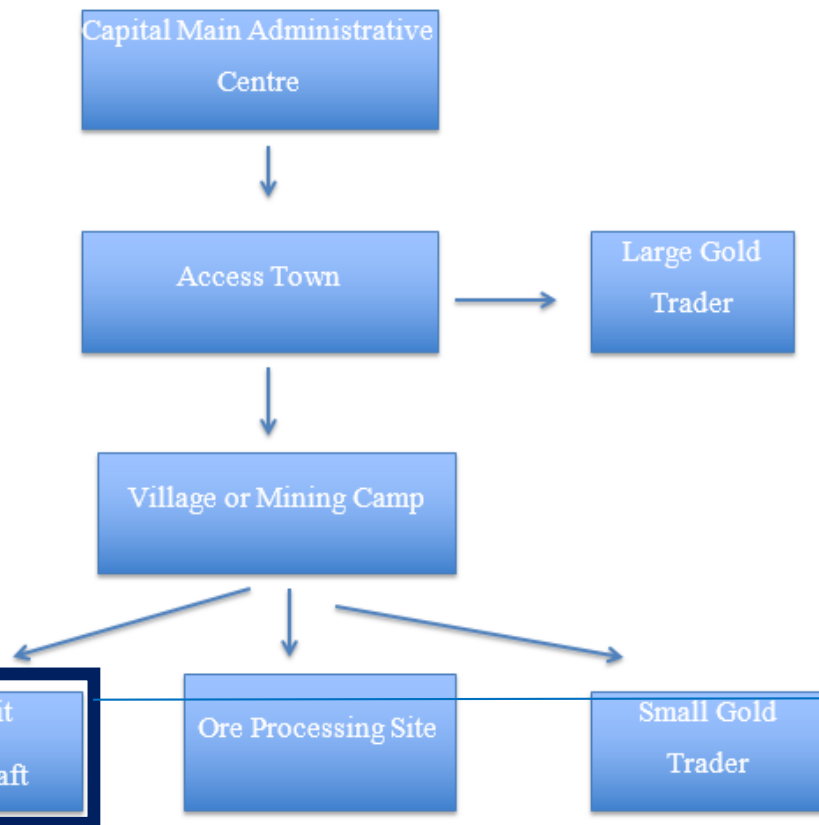 Capital Main Administrative
Centre
Access Town
Large Gold
Trader
Village or Mining Camp
Ore Processing Site
Small Gold
Trader